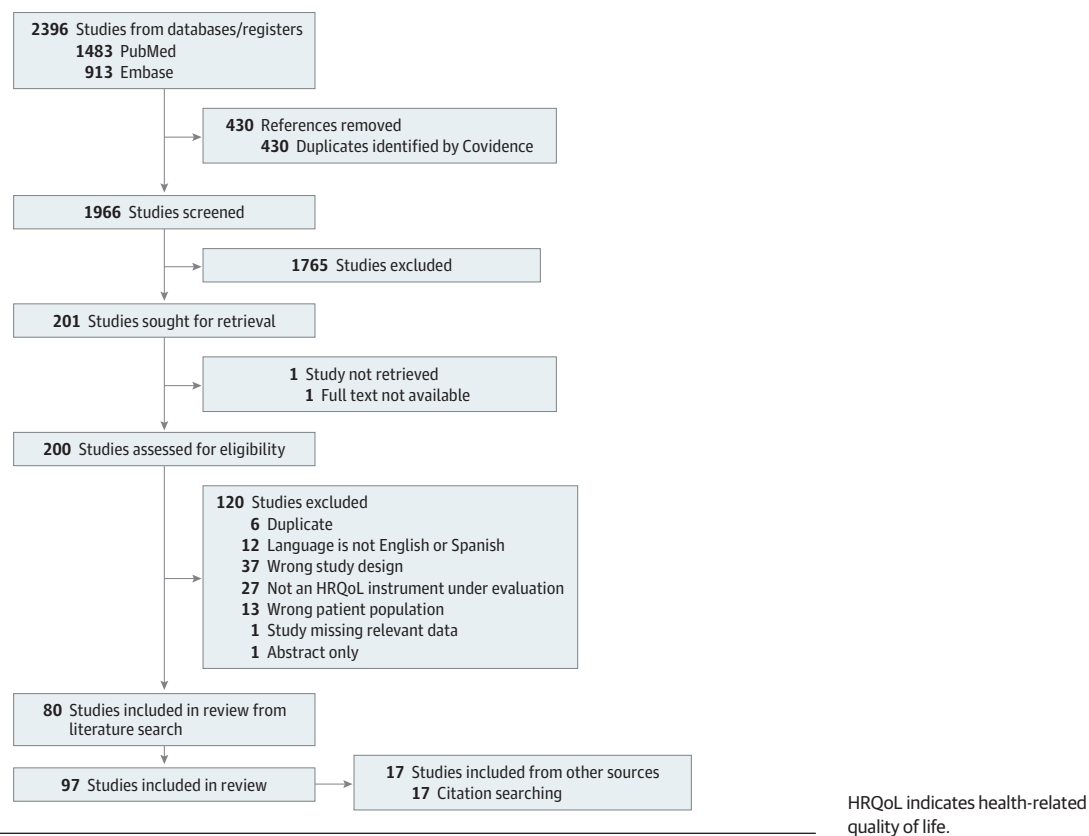 2396 Studies from databases/registers
1483 PubMed
913 Embase
430 References removed
430 Duplicates identified by Covidence
1966 Studies screened
1765 Studies excluded
201 Studies sought for retrieval
1 Study not retrieved
1 Full text not available
200 Studies assessed for eligibility
120 Studies excluded
6 Duplicate
12 Language is not English or Spanish
37 Wrong study design
27 Not an HRQoL instrument under evaluation
13 Wrong patient population
1 Study missing relevant data
1 Abstract only
80 Studies included in review from
literature search
97 Studies included in review
17 Studies included from other sources
17 Citation searching
HRQoL indicates health-related
quality of life.